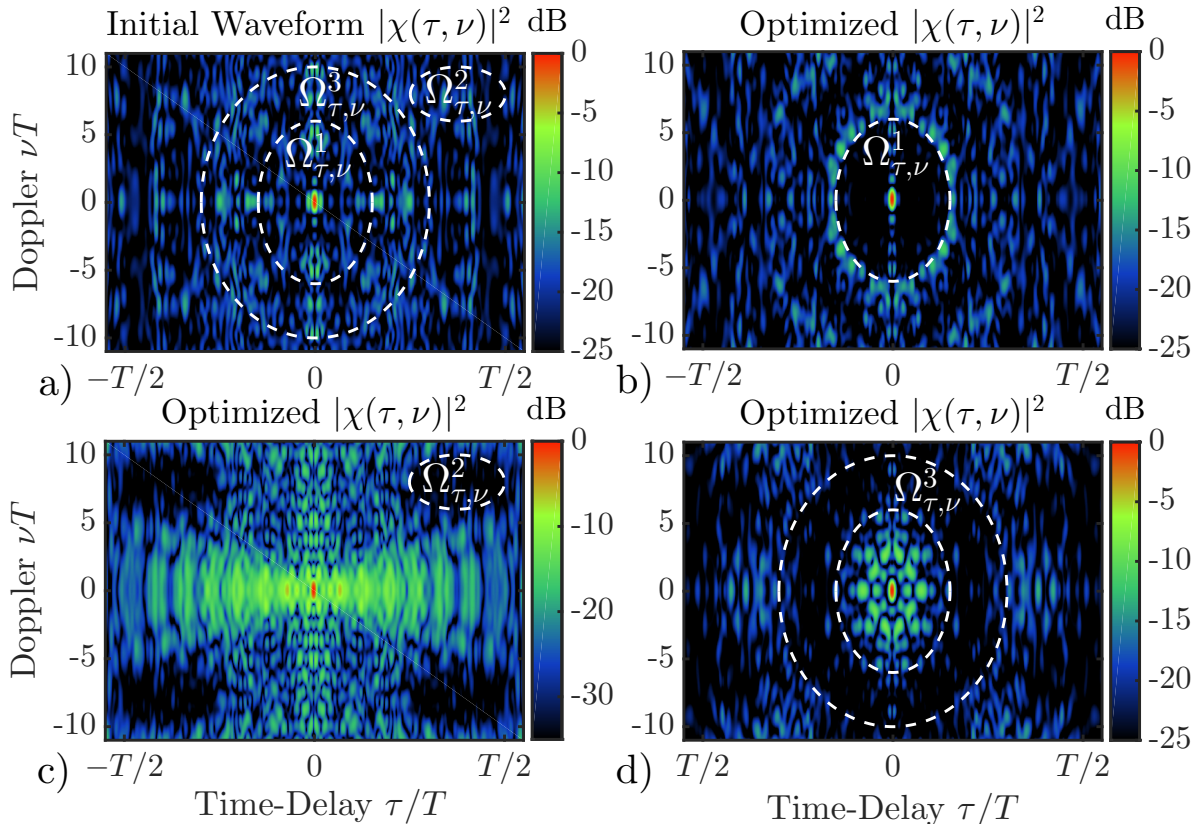 Initial Waveform |χ(τ, ν)|² dB
Optimized |χ(τ, ν)|² dB
Doppler νT
10
5
0
-5
-10
Ω³τ,ν
Ω²τ,ν
Ω¹τ,ν
0
-5
-10
-15
-20
-25
a) −T/2 0 T/2
10
5
0
-5
-10
Ω¹τ,ν
0
-5
-10
-15
-20
-25
b) −T/2 0 T/2
Optimized |χ(τ, ν)|² dB
Optimized |χ(τ, ν)|² dB
Doppler νT
10
5
0
-5
-10
Ω²τ,ν
0
-10
-20
-30
c) −T/2 0 T/2
Time-Delay τ/T
10
5
0
-5
-10
Ω³τ,ν
0
-5
-10
-15
-20
-25
d) T/2 0 T/2
Time-Delay τ/T